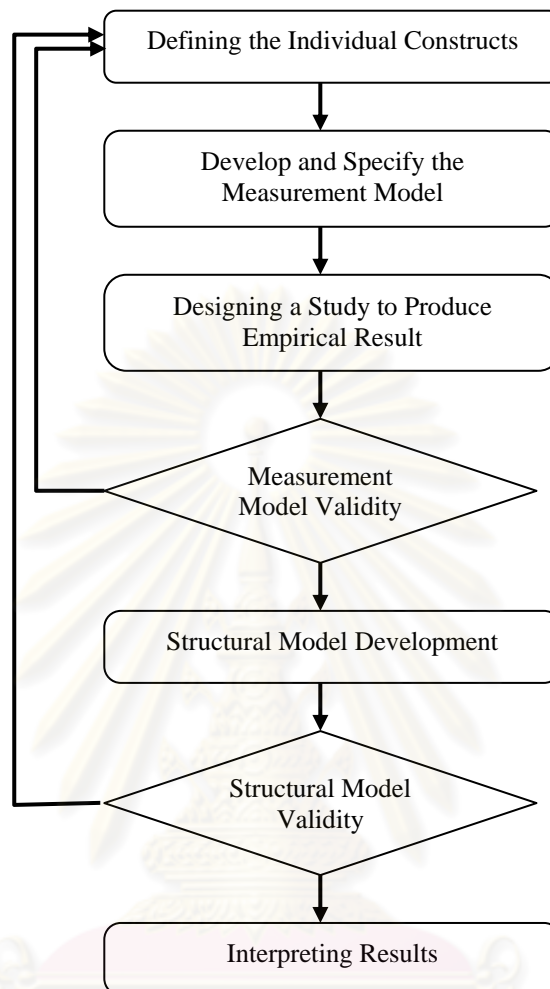 Defining the Individual Constructs
Develop and Specify the
Measurement Model
Designing a Study to Produce
Empirical Result
Measurement
Model Validity
Structural Model Development
Structural Model
Validity
Interpreting Results